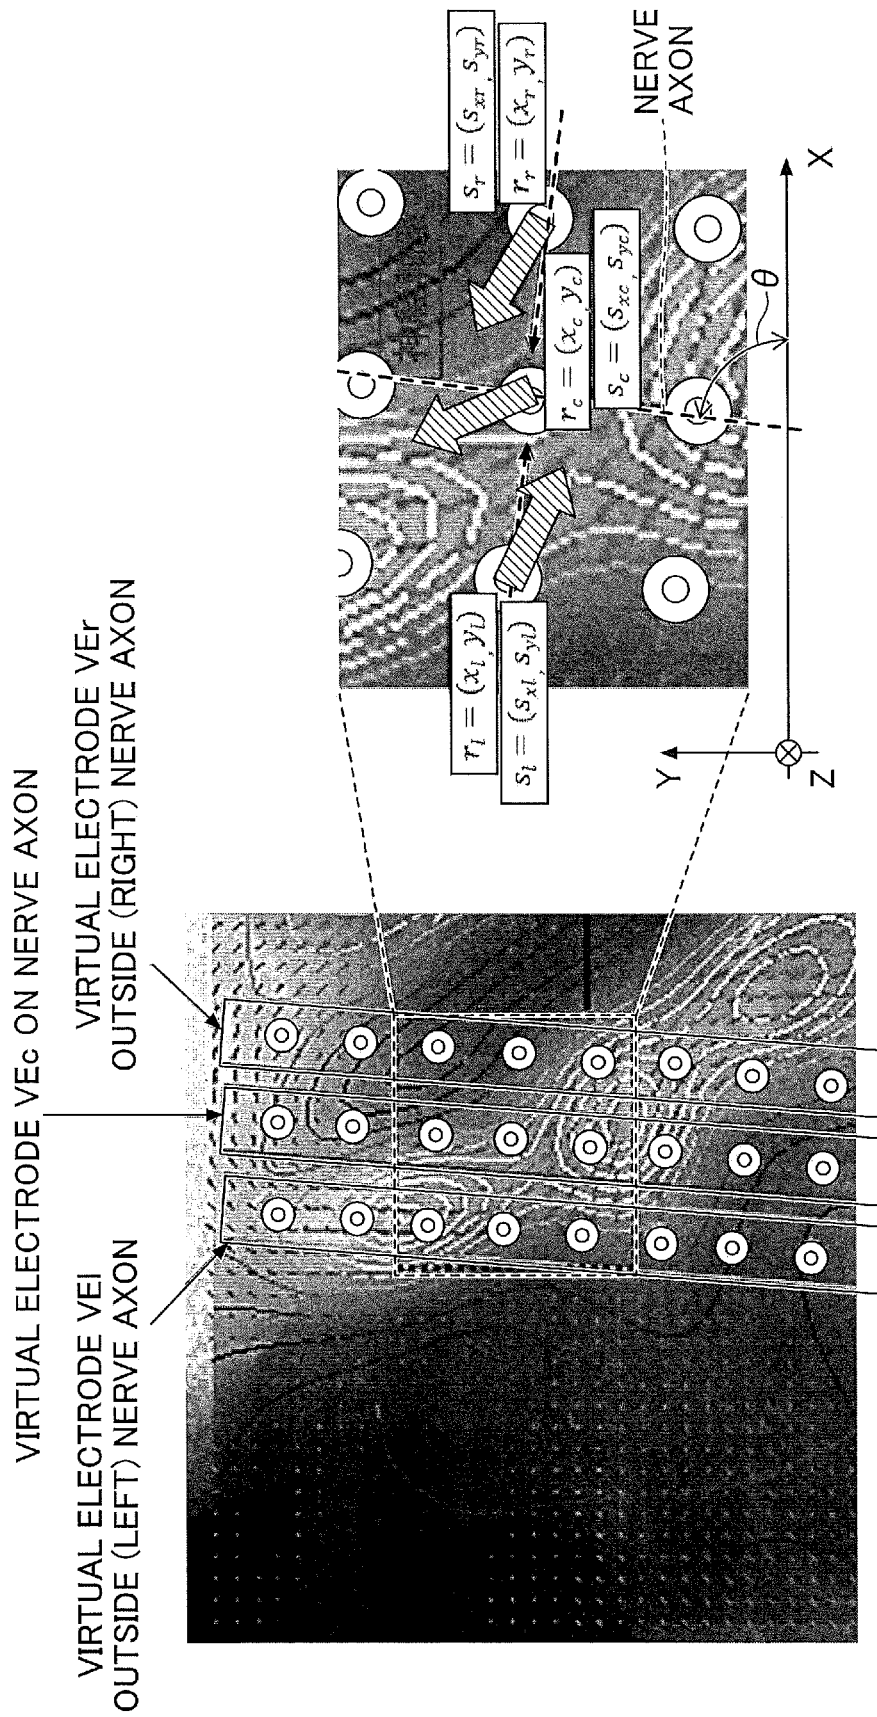 VIRTUAL ELECTRODE VEc ON NERVE AXON
VIRTUAL ELECTRODE VEl
OUTSIDE (LEFT) NERVE AXON
VIRTUAL ELECTRODE VEr
OUTSIDE (RIGHT) NERVE AXON
r_l = (x_l, y_l)
s_l = (s_xl, s_yl)
s_r = (s_xr, s_yr)
r_r = (x_r, y_r)
r_c = (x_c, y_c)
s_c = (s_xc, s_yc)
NERVE
AXON
θ
Y
Z
X